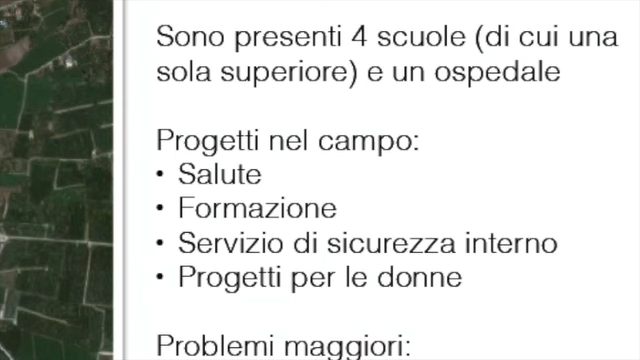 Sono presenti 4 scuole (di cui una
sola superiore) e un ospedale
Progetti nel campo:
• Salute
• Formazione
• Servizio di sicurezza interno
• Progetti per le donne
Problemi maggiori: